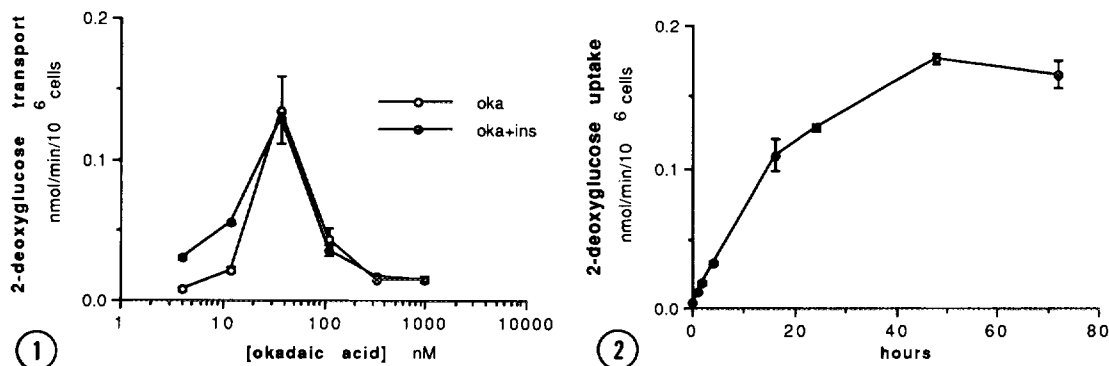 2-deoxyglucose transport
nmol/min/10 6 cells
0.2
0.1
0.0
1
10
100
1000
10000
[okadaic acid] nM
oka
oka+ins
1
2-deoxyglucose uptake
nmol/min/10 6 cells
0.2
0.1
0.0
0
20
40
60
80
hours
2